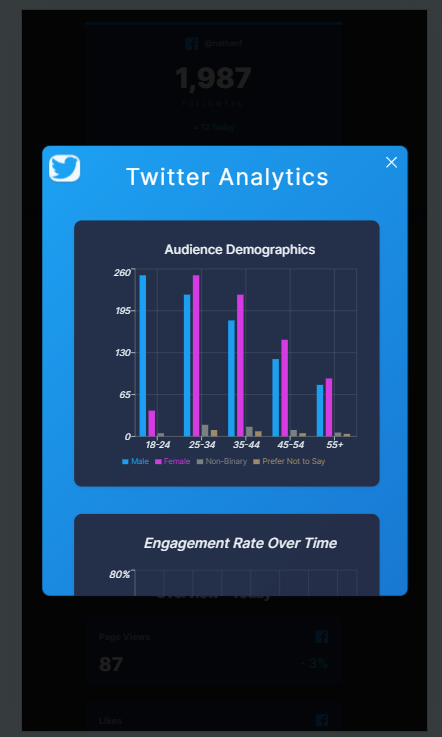 @nathanf
1,987
FOLLOWERS
12 Today
Twitter Analytics
Audience Demographics
260
195
130
65
0
18-24 25-34 35-44 45-54 55+
Male Female Non-Binary Prefer Not to Say
Engagement Rate Over Time
80%
Overview - Today
Page Views
87 - 3%
Likes